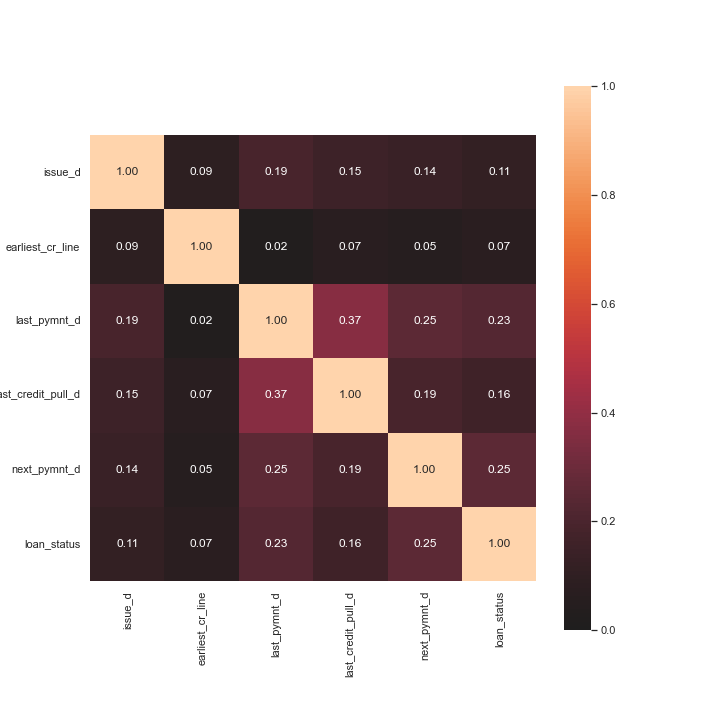 issue_d 1.00 0.09 0.19 0.15 0.14 0.11
earliest_cr_line 0.09 1.00 0.02 0.07 0.05 0.07
last_pymnt_d 0.19 0.02 1.00 0.37 0.25 0.23
ast_credit_pull_d 0.15 0.07 0.37 1.00 0.19 0.16
next_pymnt_d 0.14 0.05 0.25 0.19 1.00 0.25
loan_status 0.11 0.07 0.23 0.16 0.25 1.00
issue_d earliest_cr_line last_pymnt_d last_credit_pull_d next_pymnt_d loan_status
1.0
0.8
0.6
0.4
0.2
0.0